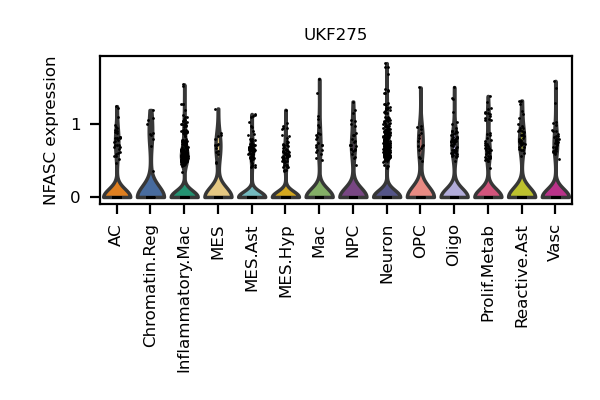 UKF275
NFASC expression
1
0
AC
Chromatin.Reg
Inflammatory.Mac
MES
MES.Ast
MES.Hyp
Mac
NPC
Neuron
OPC
Oligo
Prolif.Metab
Reactive.Ast
Vasc